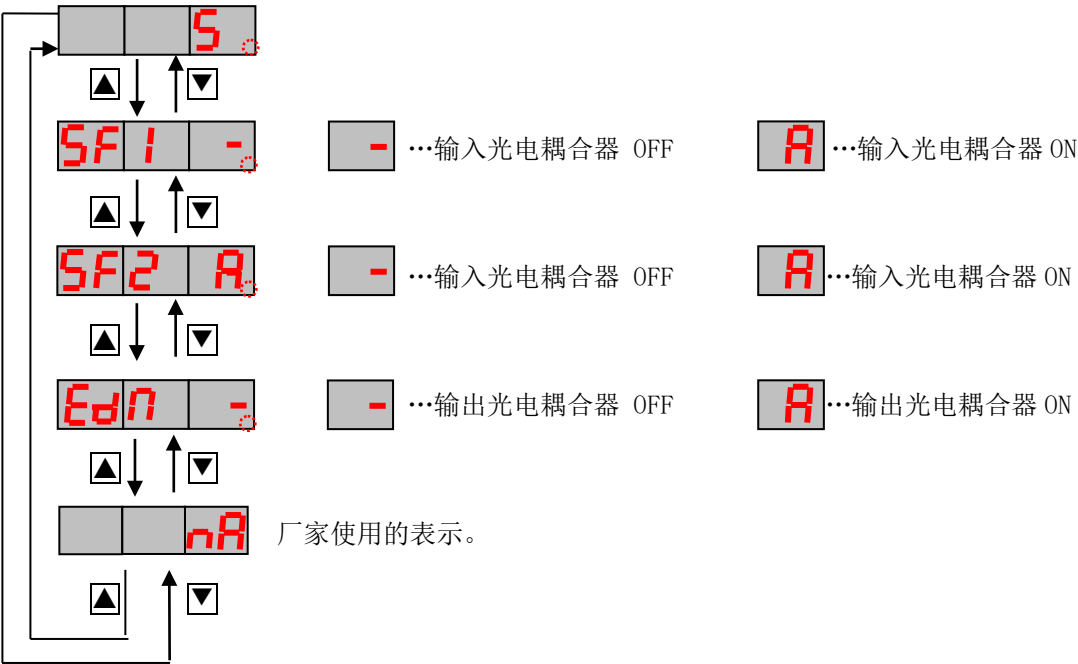 5
▲ ▼
SF1 -
- …输入光电耦合器 OFF
A …输入光电耦合器 ON
▲ ▼
SF2 A
- …输入光电耦合器 OFF
A …输入光电耦合器 ON
▲ ▼
Edn -
- …输出光电耦合器 OFF
A …输出光电耦合器 ON
▲ ▼
nA
厂家使用的表示。
▲ ▼